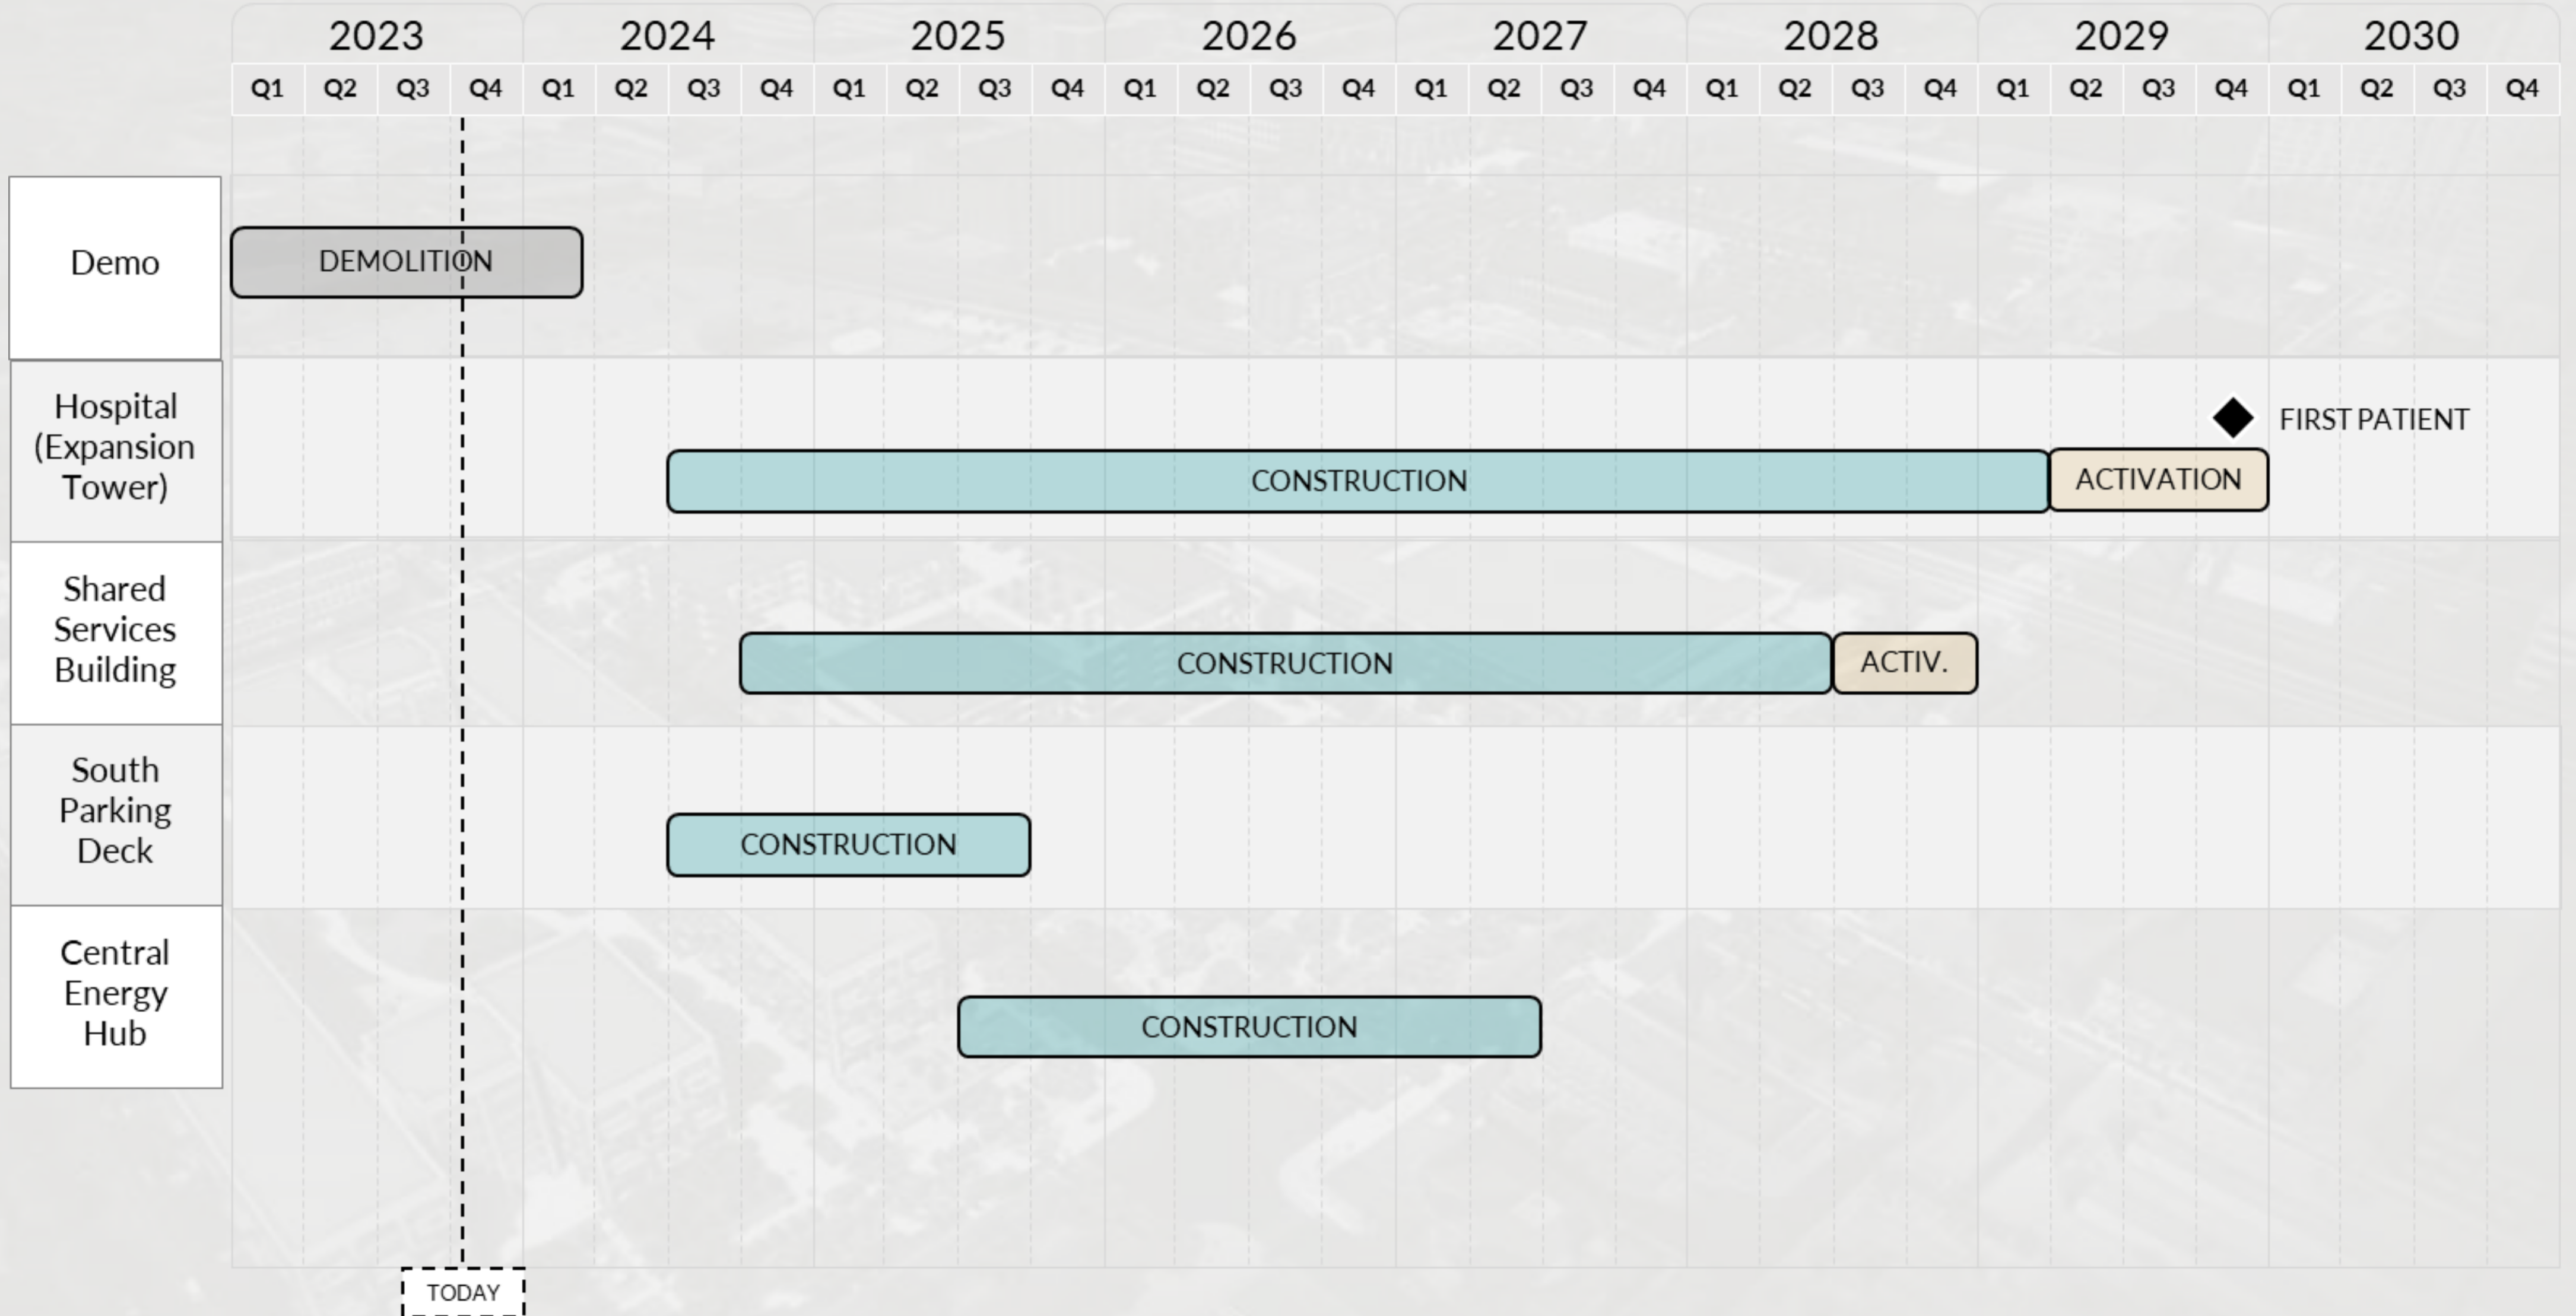 2023 2024 2025 2026 2027 2028 2029 2030
Q1 Q2 Q3 Q4 Q1 Q2 Q3 Q4 Q1 Q2 Q3 Q4 Q1 Q2 Q3 Q4 Q1 Q2 Q3 Q4 Q1 Q2 Q3 Q4 Q1 Q2 Q3 Q4 Q1 Q2 Q3 Q4
Demo
DEMOLITION
Hospital
(Expansion
Tower)
FIRST PATIENT
CONSTRUCTION
ACTIVATION
Shared
Services
Building
CONSTRUCTION
ACTIV.
South
Parking
Deck
CONSTRUCTION
Central
Energy
Hub
CONSTRUCTION
TODAY